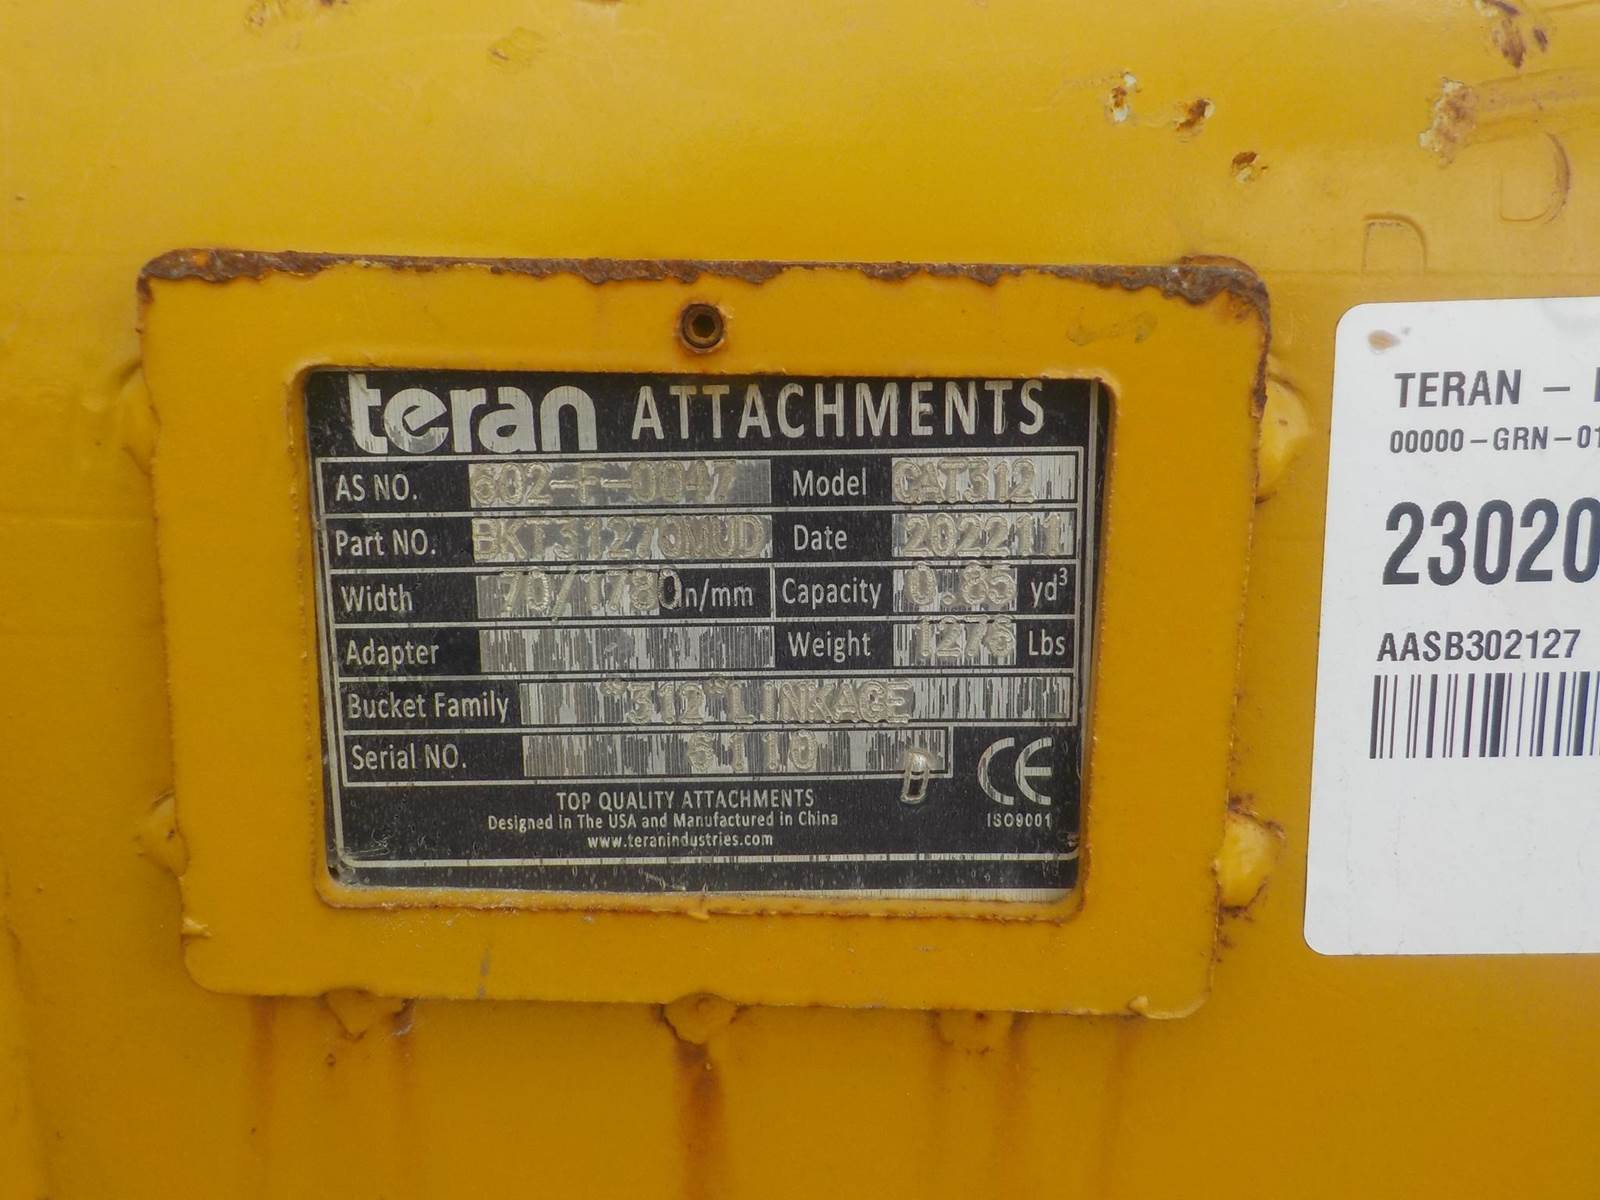 teran ATTACHMENTS
AS NO. 602-F-0047 Model CAT312
Part NO. BKT31270MUD Date 202211
Width 70/1780in/mm Capacity 0.85 yd³
Adapter Weight 1276 Lbs
Bucket Family "312"LINKAGE
Serial NO. 6110
CE
ISO9001
TOP QUALITY ATTACHMENTS
Designed In The USA and Manufactured in China
www.teranindustries.com
TERAN –
00000-GRN-01
23020
AASB302127